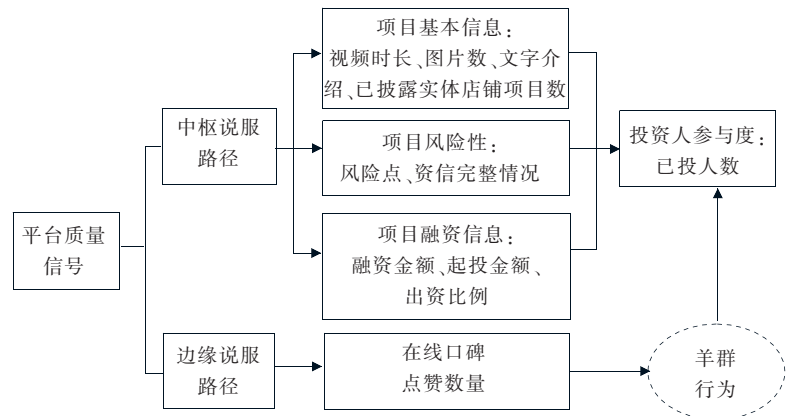 项目基本信息：
视频时长、图片数、文字介
绍、已披露实体店铺项目数
中枢说服
路径
项目风险性：
风险点、资信完整情况
投资人参与度：
已投人数
平台质量
信号
项目融资信息：
融资金额、起投金额、
出资比例
边缘说服
路径
在线口碑
点赞数量
羊群
行为